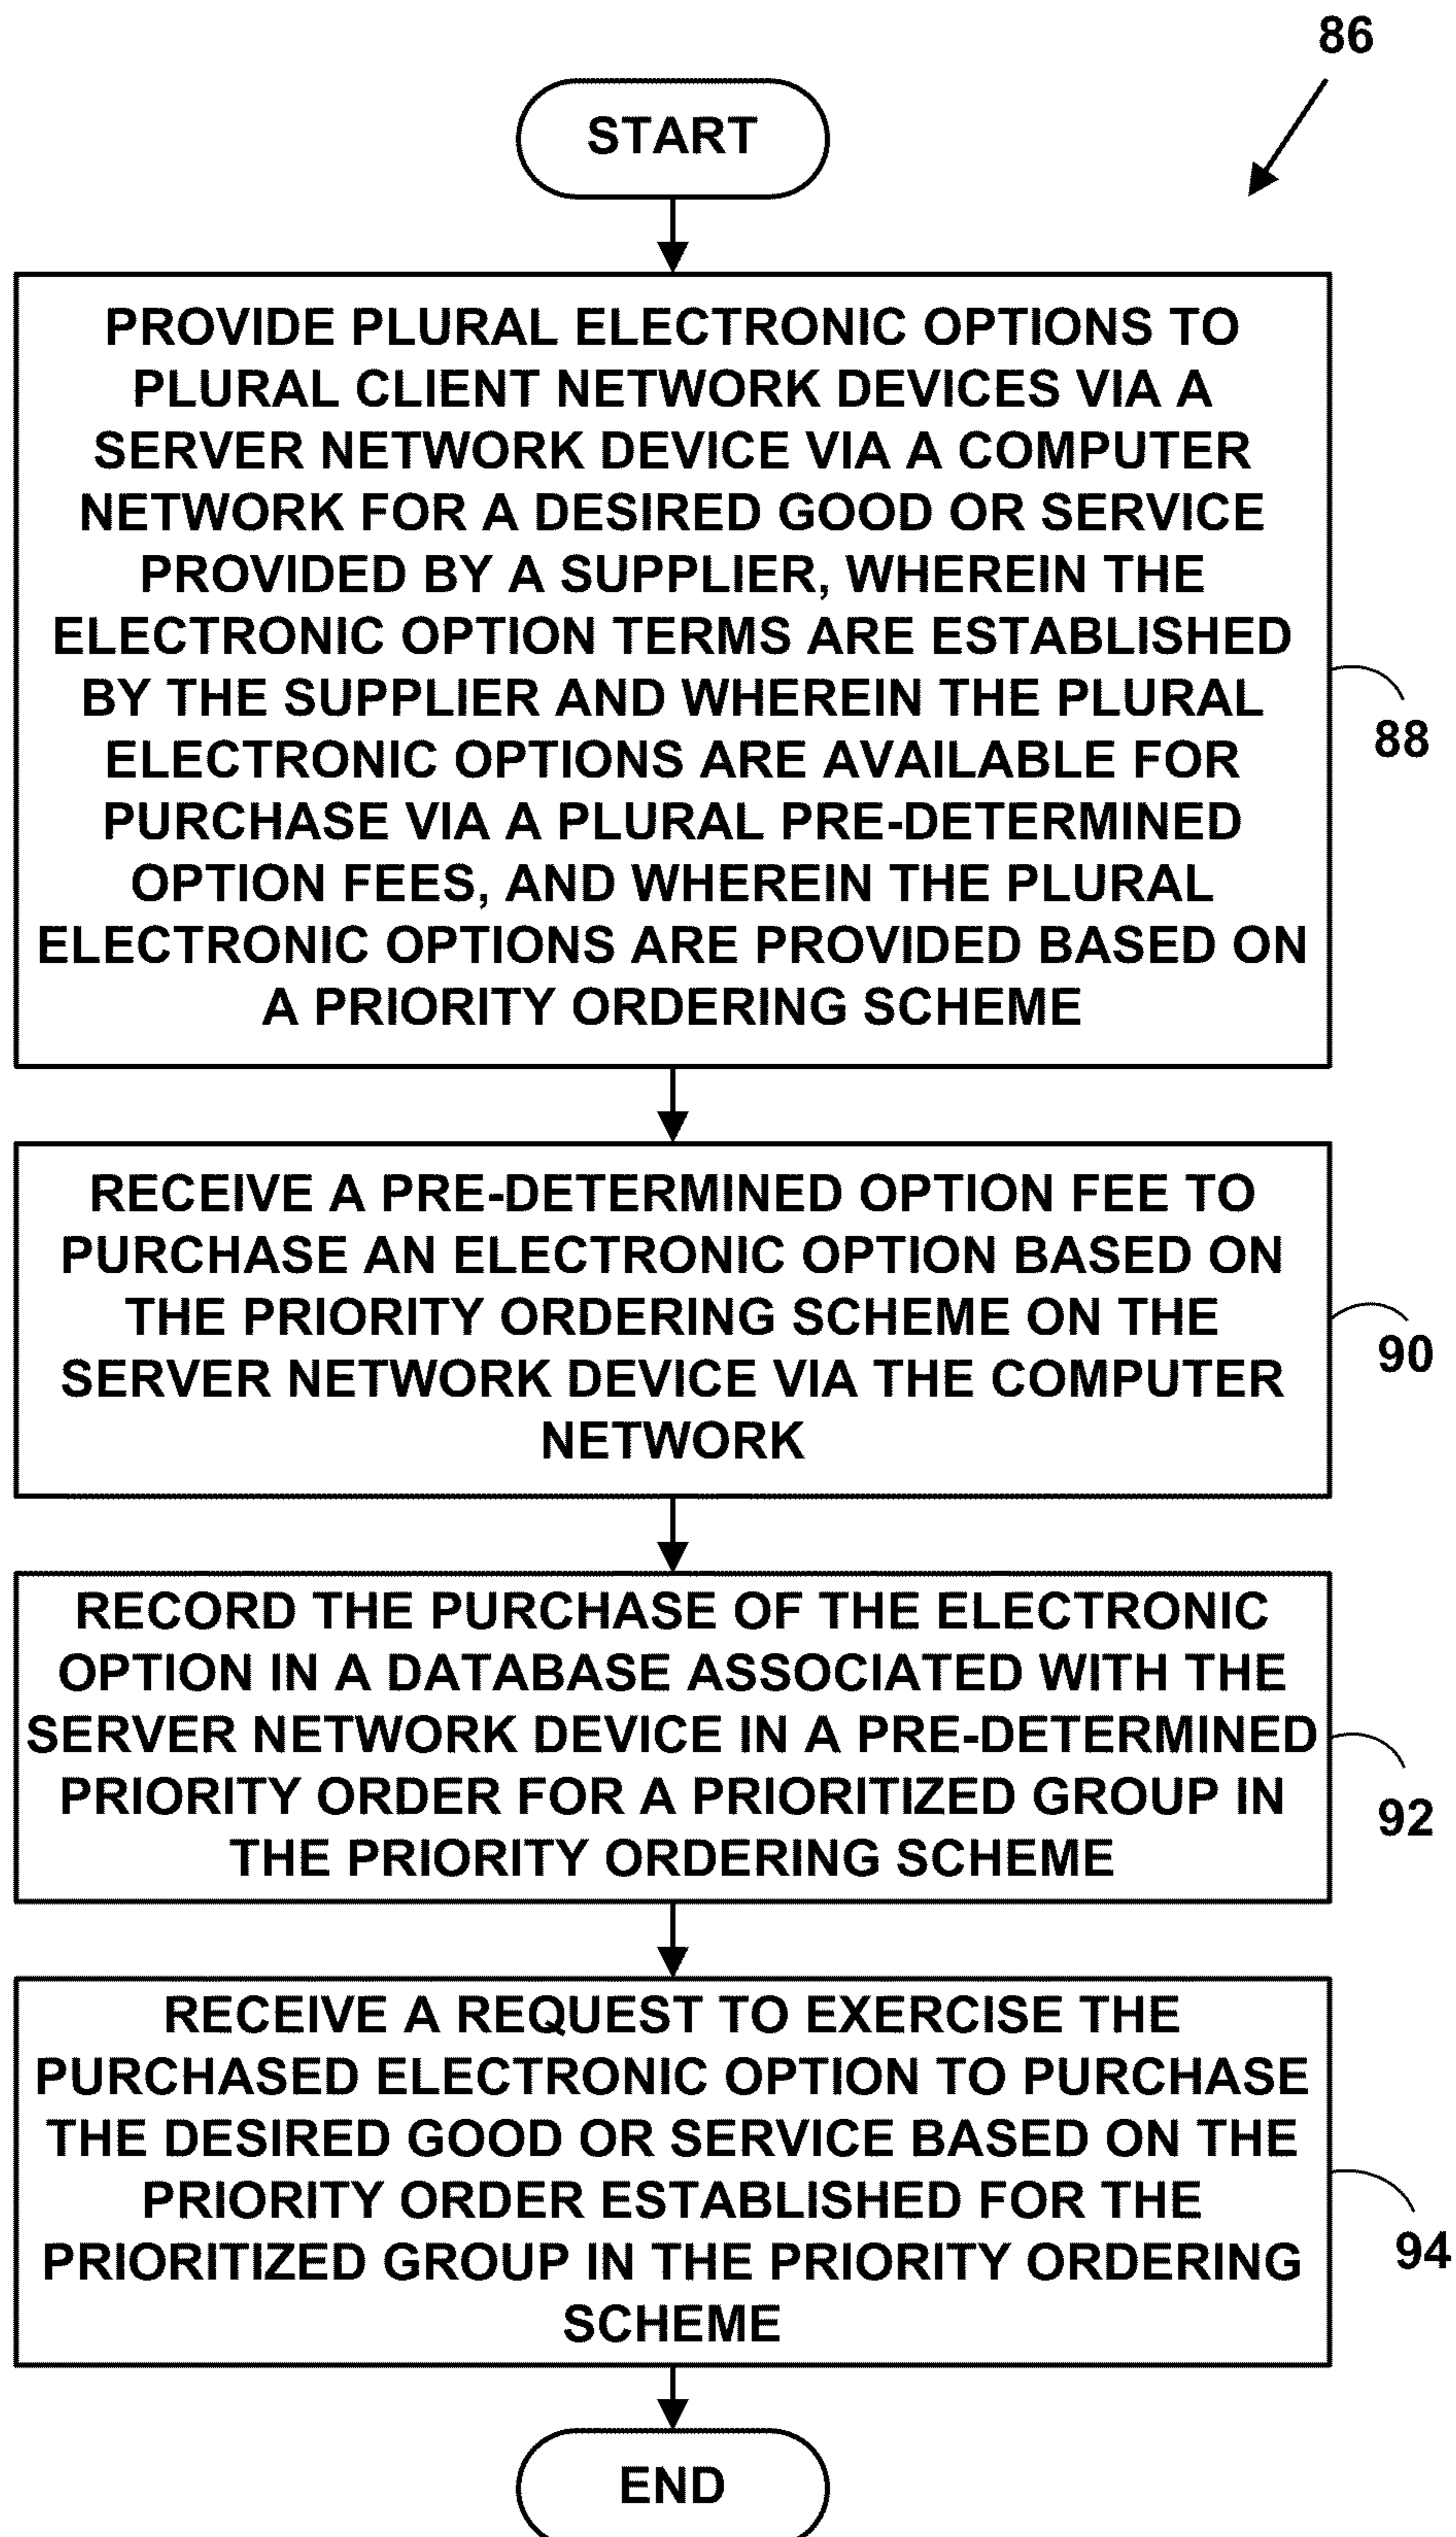 86
START
PROVIDE PLURAL ELECTRONIC OPTIONS TO
PLURAL CLIENT NETWORK DEVICES VIA A
SERVER NETWORK DEVICE VIA A COMPUTER
NETWORK FOR A DESIRED GOOD OR SERVICE
PROVIDED BY A SUPPLIER, WHEREIN THE
ELECTRONIC OPTION TERMS ARE ESTABLISHED
BY THE SUPPLIER AND WHEREIN THE PLURAL
ELECTRONIC OPTIONS ARE AVAILABLE FOR
PURCHASE VIA A PLURAL PRE-DETERMINED
OPTION FEES, AND WHEREIN THE PLURAL
ELECTRONIC OPTIONS ARE PROVIDED BASED ON
A PRIORITY ORDERING SCHEME
88
RECEIVE A PRE-DETERMINED OPTION FEE TO
PURCHASE AN ELECTRONIC OPTION BASED ON
THE PRIORITY ORDERING SCHEME ON THE
SERVER NETWORK DEVICE VIA THE COMPUTER
NETWORK
90
RECORD THE PURCHASE OF THE ELECTRONIC
OPTION IN A DATABASE ASSOCIATED WITH THE
SERVER NETWORK DEVICE IN A PRE-DETERMINED
PRIORITY ORDER FOR A PRIORITIZED GROUP IN
THE PRIORITY ORDERING SCHEME
92
RECEIVE A REQUEST TO EXERCISE THE
PURCHASED ELECTRONIC OPTION TO PURCHASE
THE DESIRED GOOD OR SERVICE BASED ON THE
PRIORITY ORDER ESTABLISHED FOR THE
PRIORITIZED GROUP IN THE PRIORITY ORDERING
SCHEME
94
END